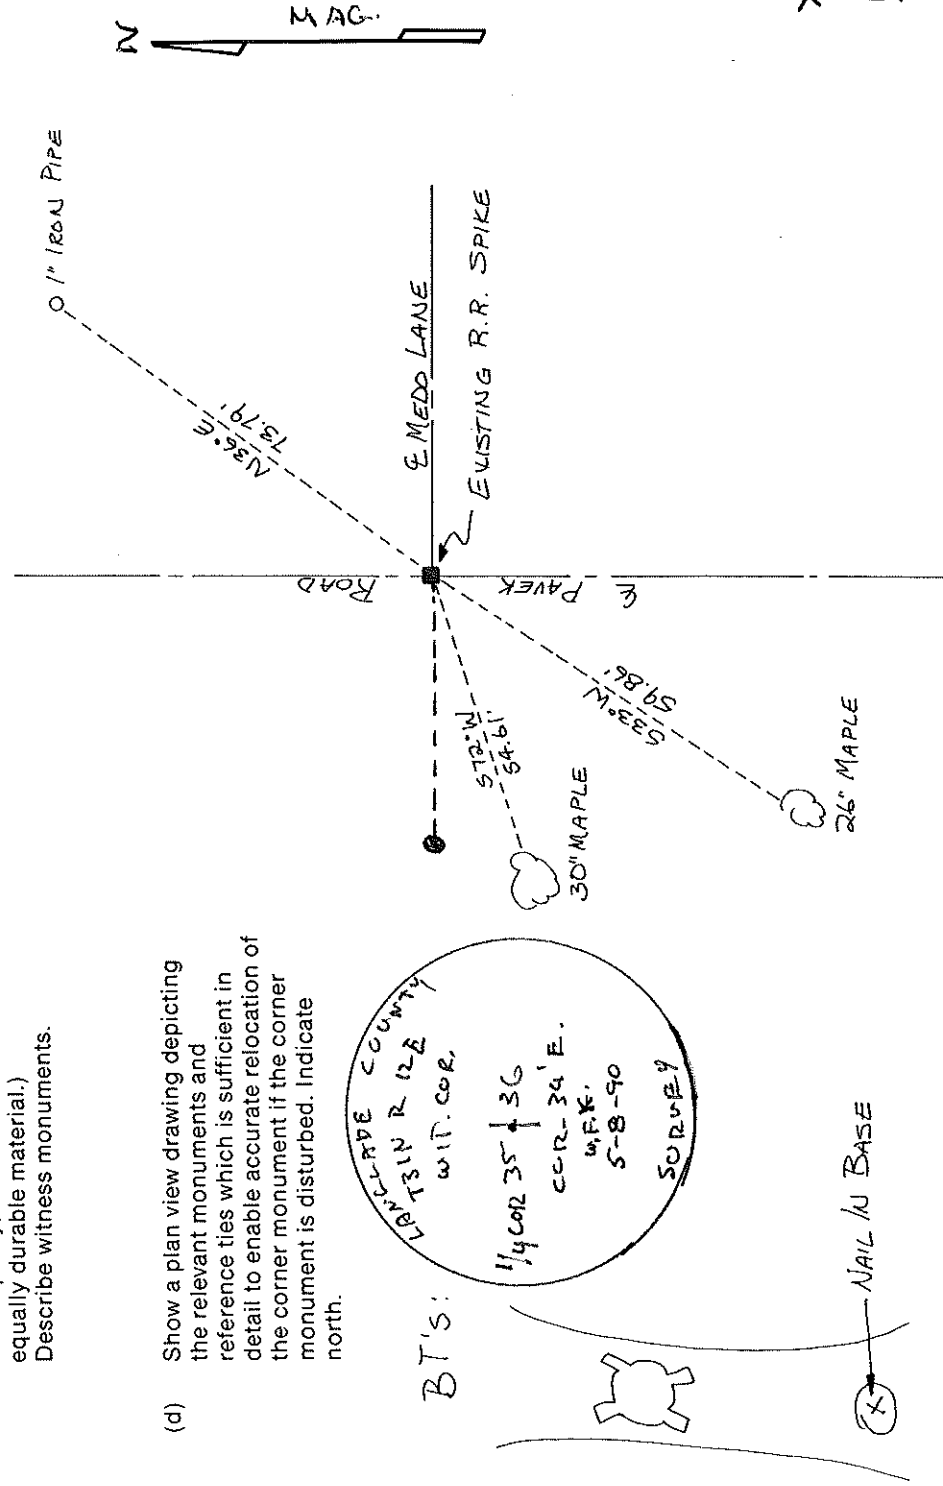 equally durable material.)
Describe witness monuments.
(d) Show a plan view drawing depicting
the relevant monuments and
reference ties which is sufficient in
detail to enable accurate relocation of
the corner monument if the corner
monument is disturbed. Indicate
north.
BT's:
LANGLADE COUNTY
T31N R 12E
WIT. COR.
1/4 COR 35 36
COR - 34' E.
W.F.K.
5-8-90
SURVEY
NAIL IN BASE
X
30" MAPLE
26" MAPLE
S72°W
54.61'
S33°W
59.86'
℄ PAVEK
ROAD
℄ MEDO LANE
EXISTING R.R. SPIKE
N36°E
73.79'
1" IRON PIPE
N
MAG.